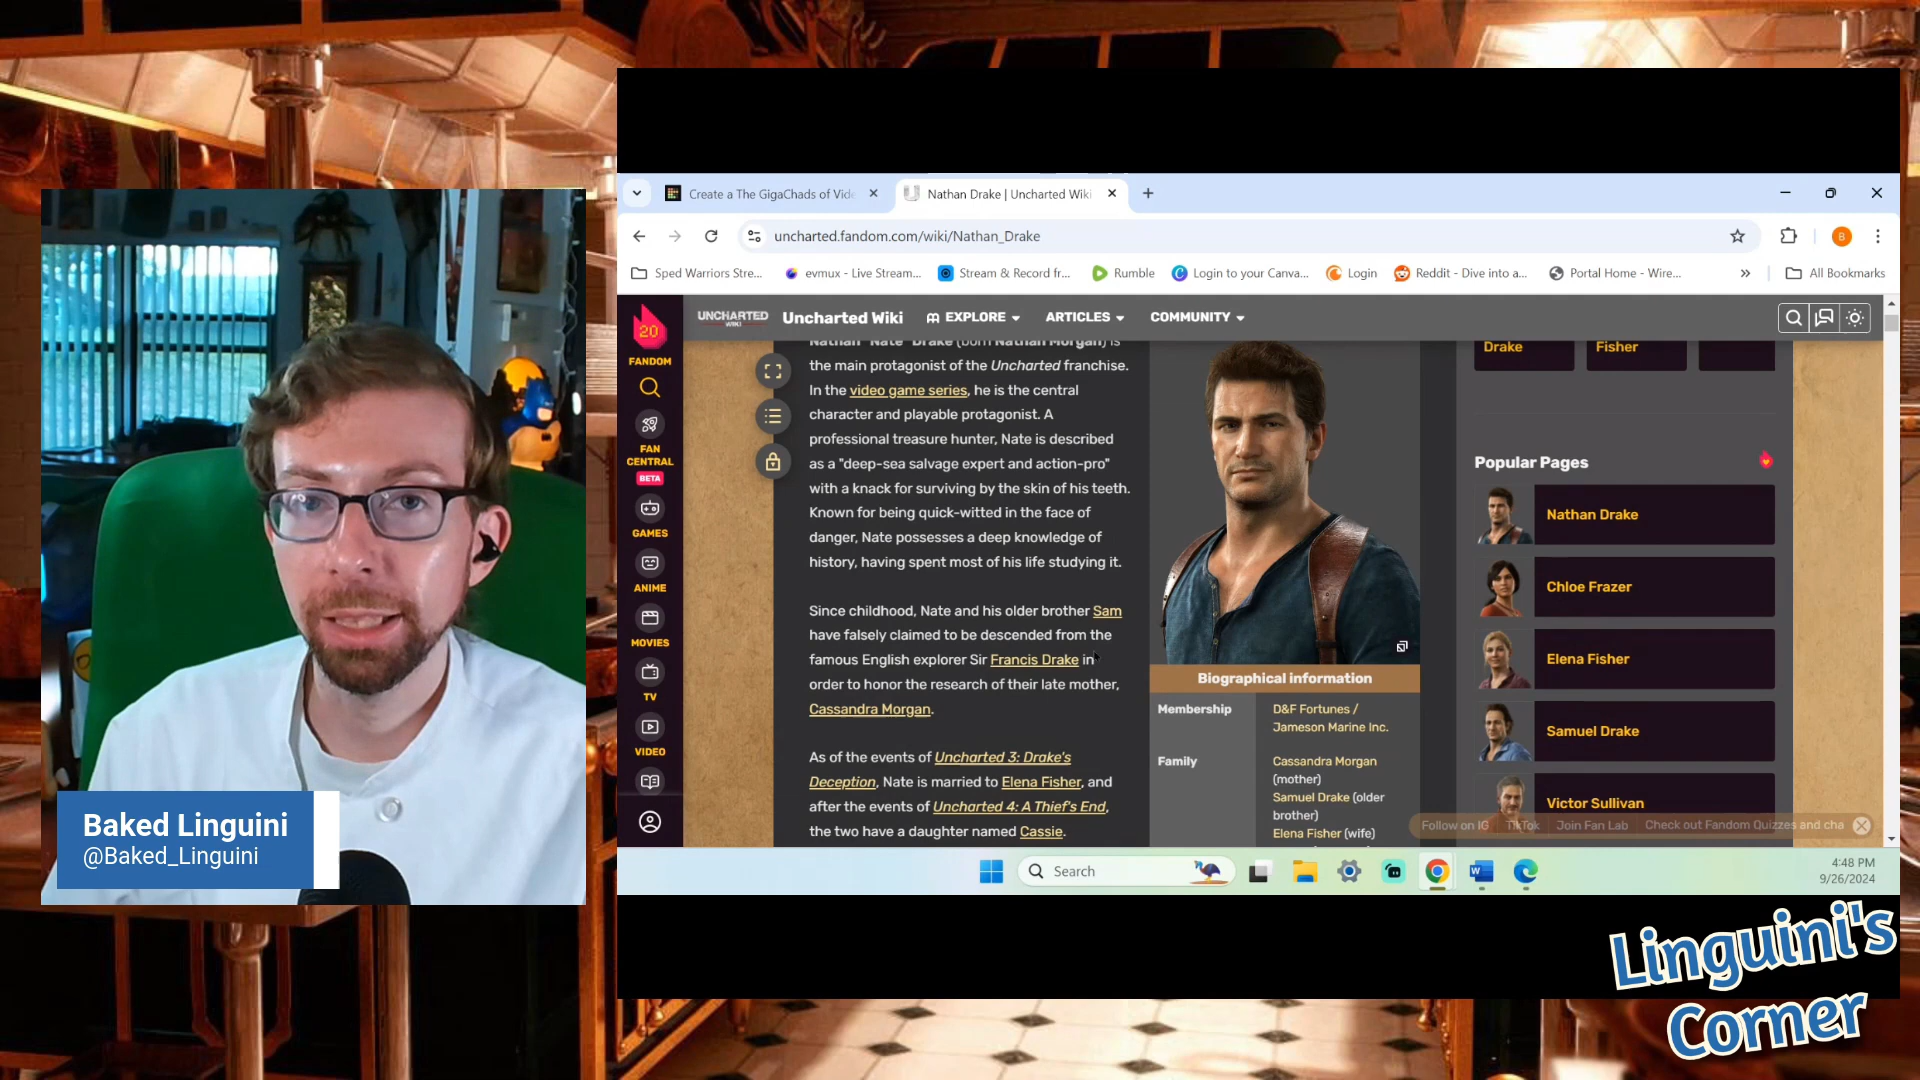 Create a The GigaChads of Vide
Nathan Drake | Uncharted Wiki
uncharted.fandom.com/wiki/Nathan_Drake
B
Sped Warriors Stre...
evmux - Live Stream...
Stream & Record fr...
Rumble
Login to your Canva...
Login
Reddit - Dive into a...
Portal Home - Wire...
All Bookmarks
20
FANDOM
FAN
CENTRAL
BETA
GAMES
ANIME
MOVIES
TV
VIDEO
UNCHARTED
WIKI
Uncharted Wiki
EXPLORE
ARTICLES
COMMUNITY
Nathan "Nate" Drake (born Nathan Morgan) is
the main protagonist of the Uncharted franchise.
In the video game series, he is the central
character and playable protagonist. A
professional treasure hunter, Nate is described
as a "deep-sea salvage expert and action-pro"
with a knack for surviving by the skin of his teeth.
Known for being quick-witted in the face of
danger, Nate possesses a deep knowledge of
history, having spent most of his life studying it.
Since childhood, Nate and his older brother Sam
have falsely claimed to be descended from the
famous English explorer Sir Francis Drake in
order to honor the research of their late mother,
Cassandra Morgan.
As of the events of Uncharted 3: Drake's
Deception, Nate is married to Elena Fisher, and
after the events of Uncharted 4: A Thief's End,
the two have a daughter named Cassie.
Biographical information
Membership
D&F Fortunes /
Jameson Marine Inc.
Family
Cassandra Morgan
(mother)
Samuel Drake (older
brother)
Elena Fisher (wife)
Drake
Fisher
Popular Pages
Nathan Drake
Chloe Frazer
Elena Fisher
Samuel Drake
Victor Sullivan
Follow on IG
TikTok
Join Fan Lab
Check out Fandom Quizzes and cha
Search
W
4:48 PM
9/26/2024
Baked Linguini
@Baked_Linguini
Linguini's
Corner